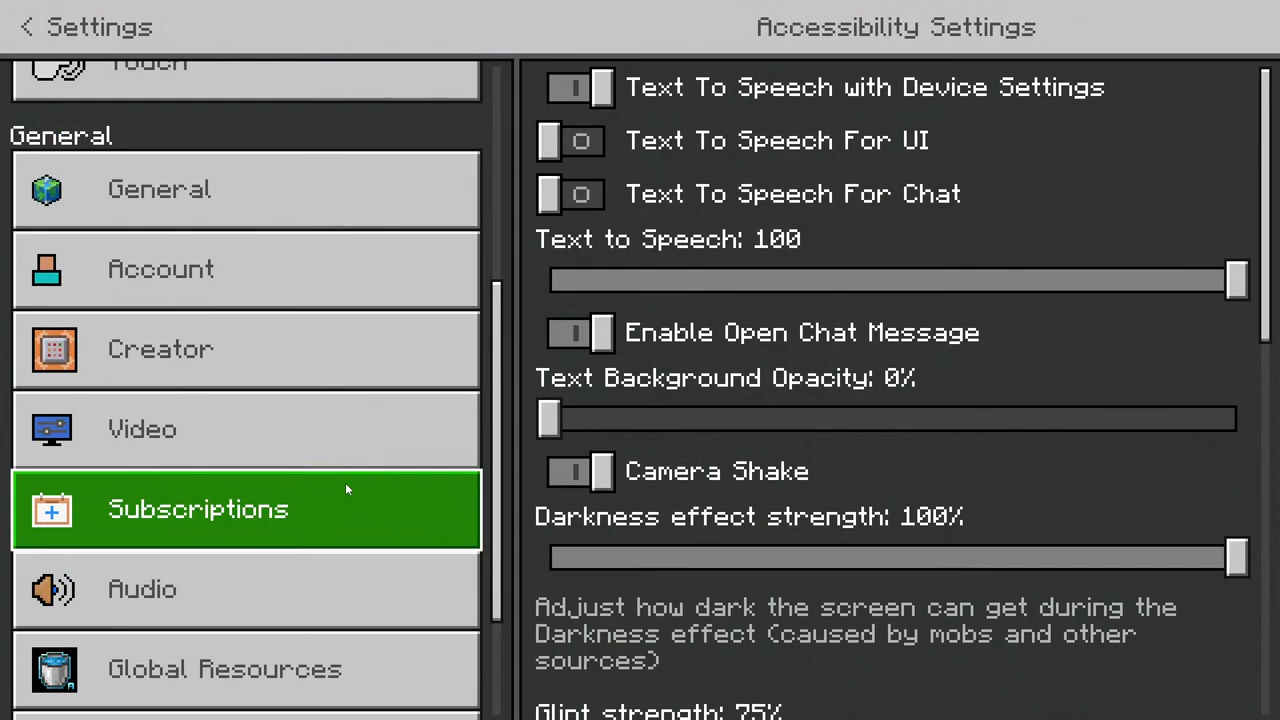 Settings
Accessibility Settings
Touch
General
General
Account
Creator
Video
Subscriptions
Audio
Global Resources
Text To Speech with Device Settings
Text To Speech For UI
Text To Speech For Chat
Text to Speech: 100
Enable Open Chat Message
Text Background Opacity: 0%
Camera Shake
Darkness effect strength: 100%
Adjust how dark the screen can get during the
Darkness effect (caused by mobs and other
sources)
Glint strength: 75%